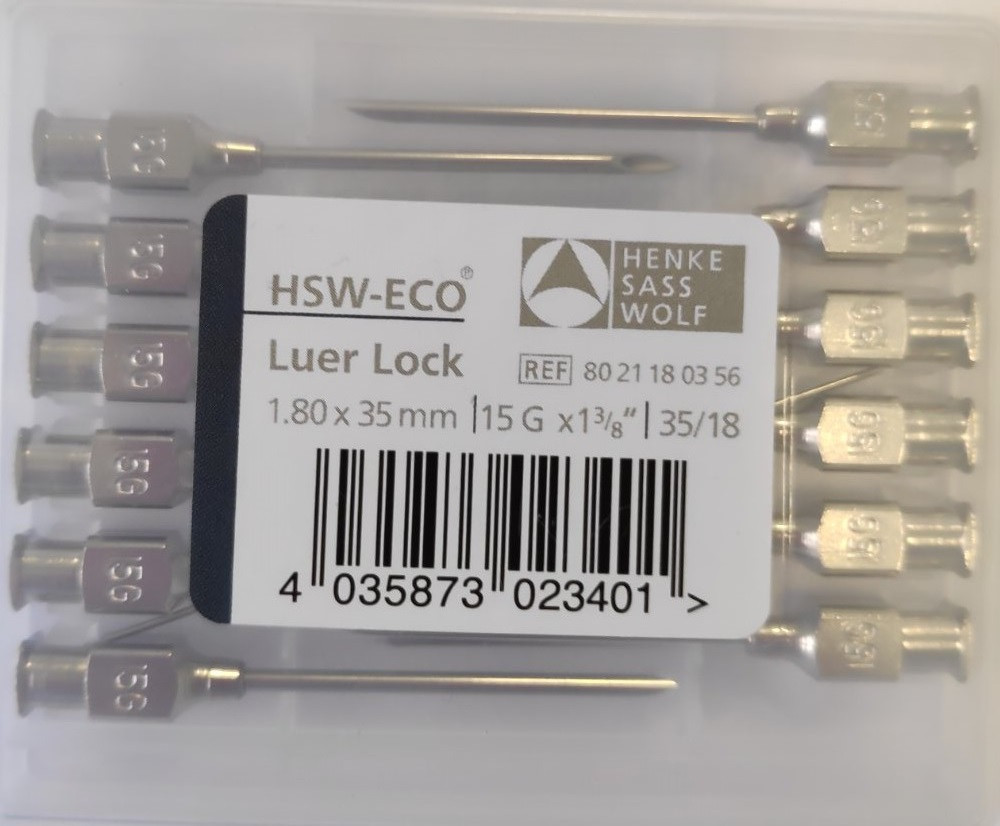 HSW-ECO®
HENKE
SASS
WOLF
Luer Lock
REF 80 21 18 03 56
1.80 x 35 mm | 15 G x1³/₈“ | 35/18
4 035873 023401 >
15G
15G
15G
15G
15G
15G
15G
15G
15G
15G
15G
15G